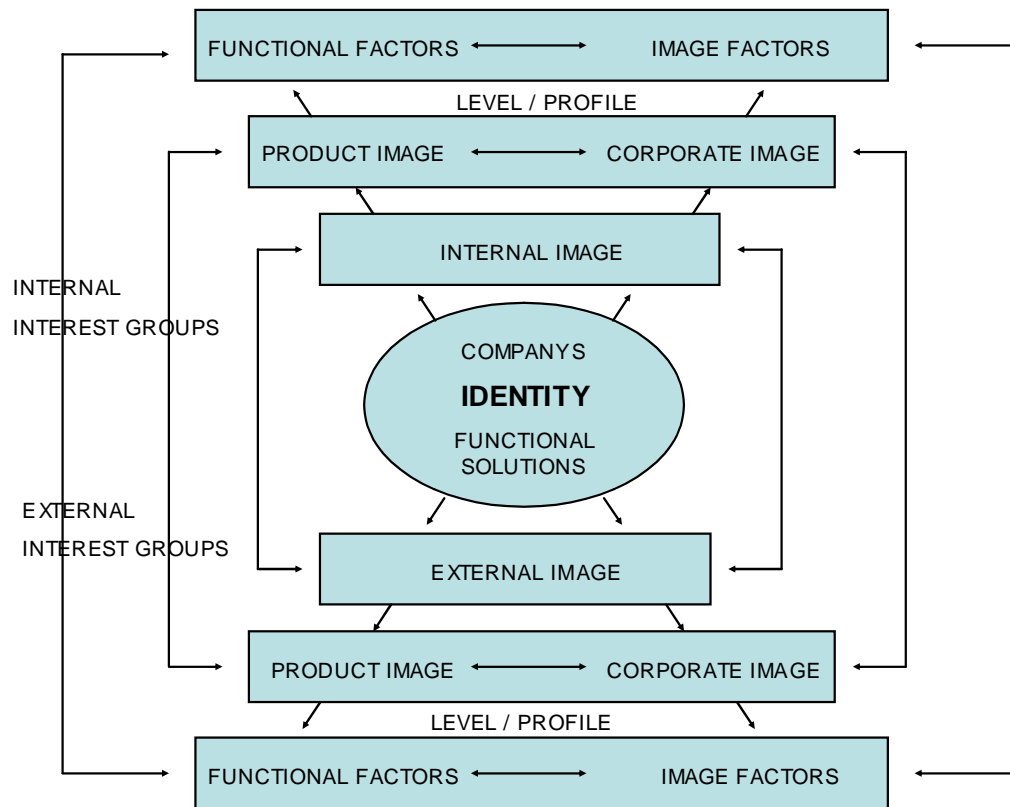 FUNCTIONAL FACTORS IMAGE FACTORS
LEVEL / PROFILE
PRODUCT IMAGE CORPORATE IMAGE
INTERNAL IMAGE
INTERNAL
INTEREST GROUPS
COMPANYS
IDENTITY
FUNCTIONAL
SOLUTIONS
EXTERNAL
INTEREST GROUPS
EXTERNAL IMAGE
PRODUCT IMAGE CORPORATE IMAGE
LEVEL / PROFILE
FUNCTIONAL FACTORS IMAGE FACTORS